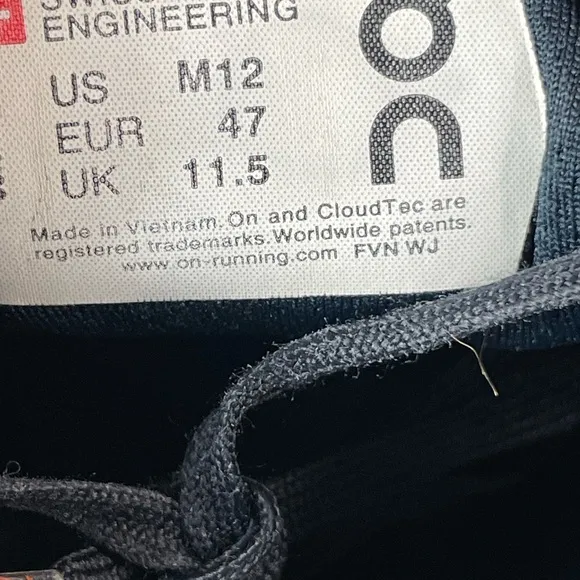 SWISS
ENGINEERING
US M12
EUR 47
UK 11.5
on
Made in Vietnam. On and CloudTec are
registered trademarks. Worldwide patents.
www.on-running.com FVN WJ